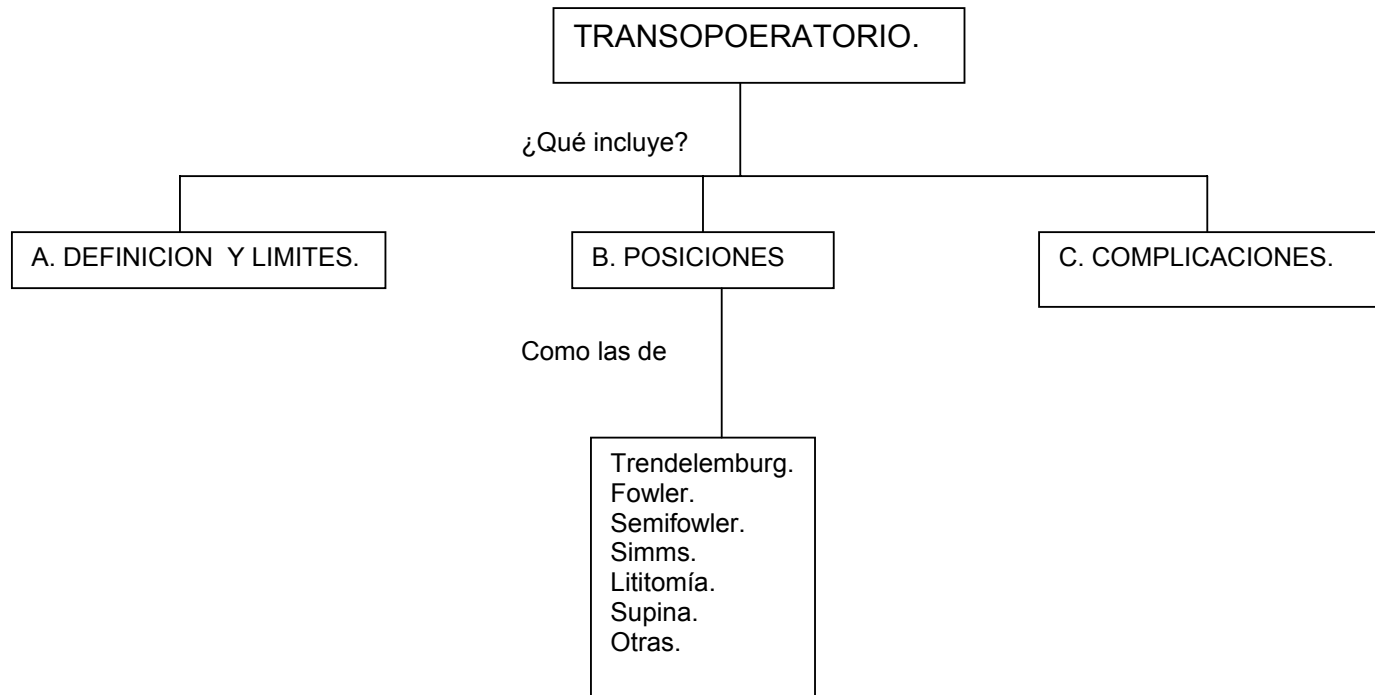 TRANSOPOERATORIO.
¿Qué incluye?
A. DEFINICION Y LIMITES.
B. POSICIONES
C. COMPLICACIONES.
Como las de
Trendelemburg.
Fowler.
Semifowler.
Simms.
Lititomía.
Supina.
Otras.